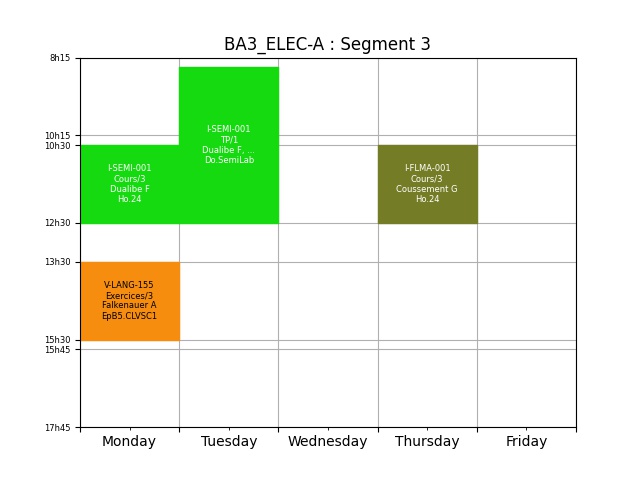 BA3_ELEC-A : Segment 3
8h15
10h15
10h30
12h30
13h30
15h30
15h45
17h45
I-SEMI-001
Cours/3
Dualibe F
Ho.24
I-SEMI-001
TP/1
Dualibe F, ...
Do.SemiLab
I-FLMA-001
Cours/3
Coussement G
Ho.24
V-LANG-155
Exercices/3
Falkenauer A
EpB5.CLVSC1
Monday
Tuesday
Wednesday
Thursday
Friday